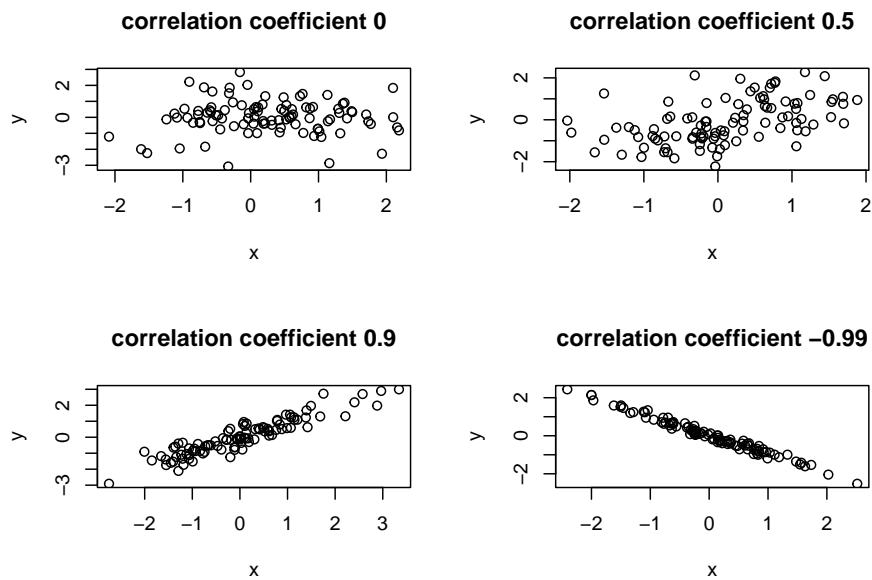 correlation coefficient 0
y
2
0
−3
−2 −1 0 1 2
x
correlation coefficient 0.5
y
2
0
−2
−2 −1 0 1 2
x
correlation coefficient 0.9
y
2
0
−3
−2 −1 0 1 2 3
x
correlation coefficient −0.99
y
2
0
−2
−2 −1 0 1 2
x